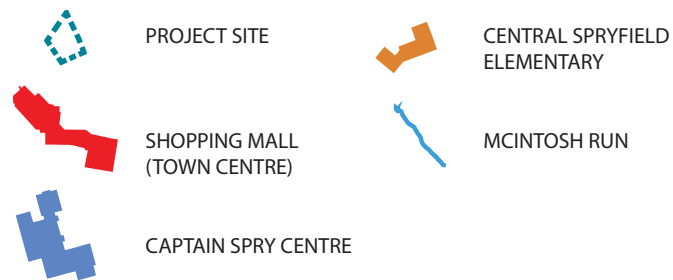 PROJECT SITE
SHOPPING MALL
(TOWN CENTRE)
CAPTAIN SPRY CENTRE
CENTRAL SPRYFIELD
ELEMENTARY
MCINTOSH RUN